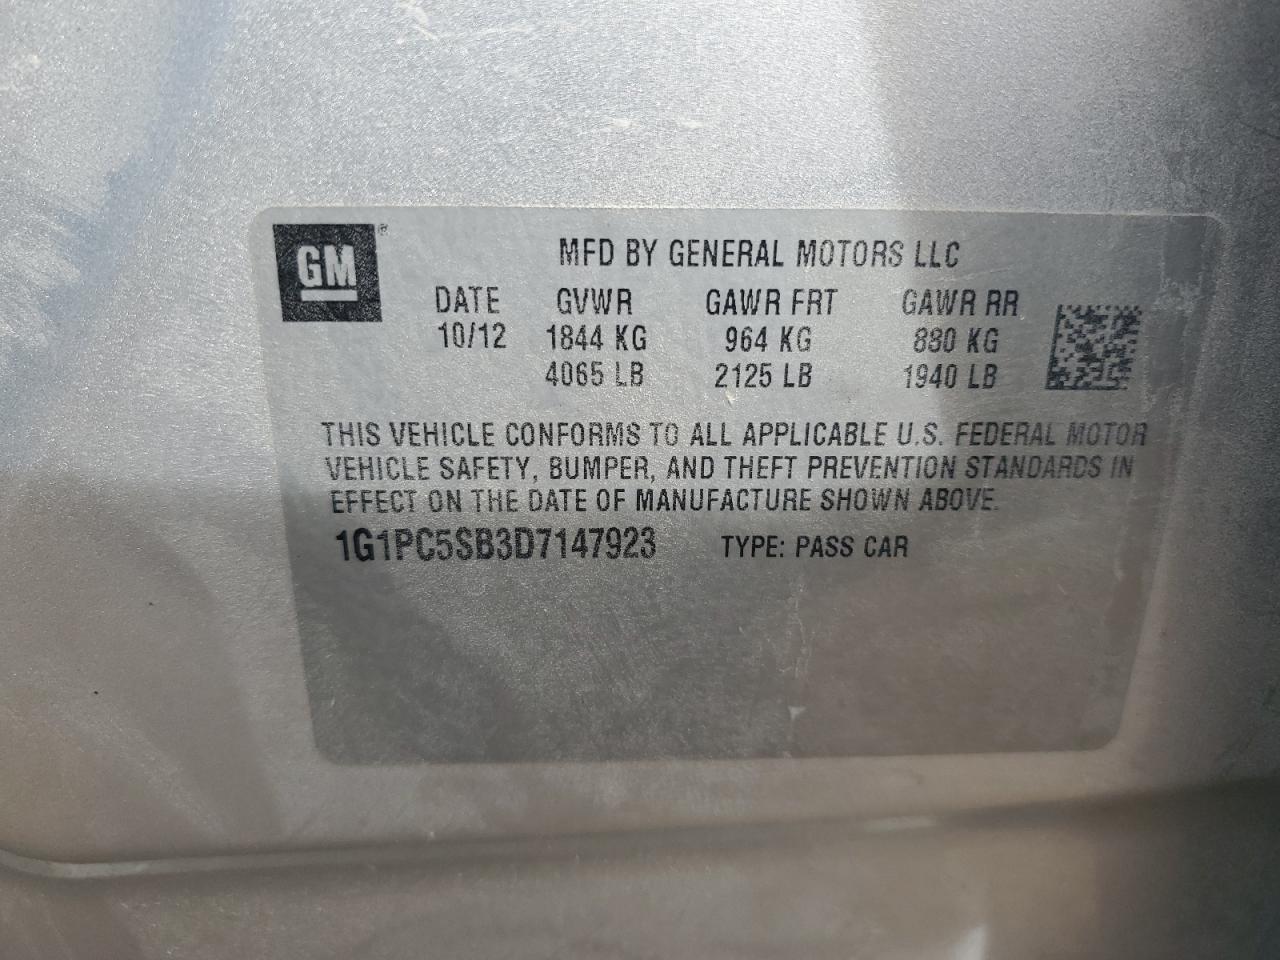 GM®
MFD BY GENERAL MOTORS LLC
DATE GVWR GAWR FRT GAWR RR
10/12 1844 KG 964 KG 880 KG
4065 LB 2125 LB 1940 LB
THIS VEHICLE CONFORMS TO ALL APPLICABLE U.S. FEDERAL MOTOR
VEHICLE SAFETY, BUMPER, AND THEFT PREVENTION STANDARDS IN
EFFECT ON THE DATE OF MANUFACTURE SHOWN ABOVE.
1G1PC5SB3D7147923 TYPE: PASS CAR